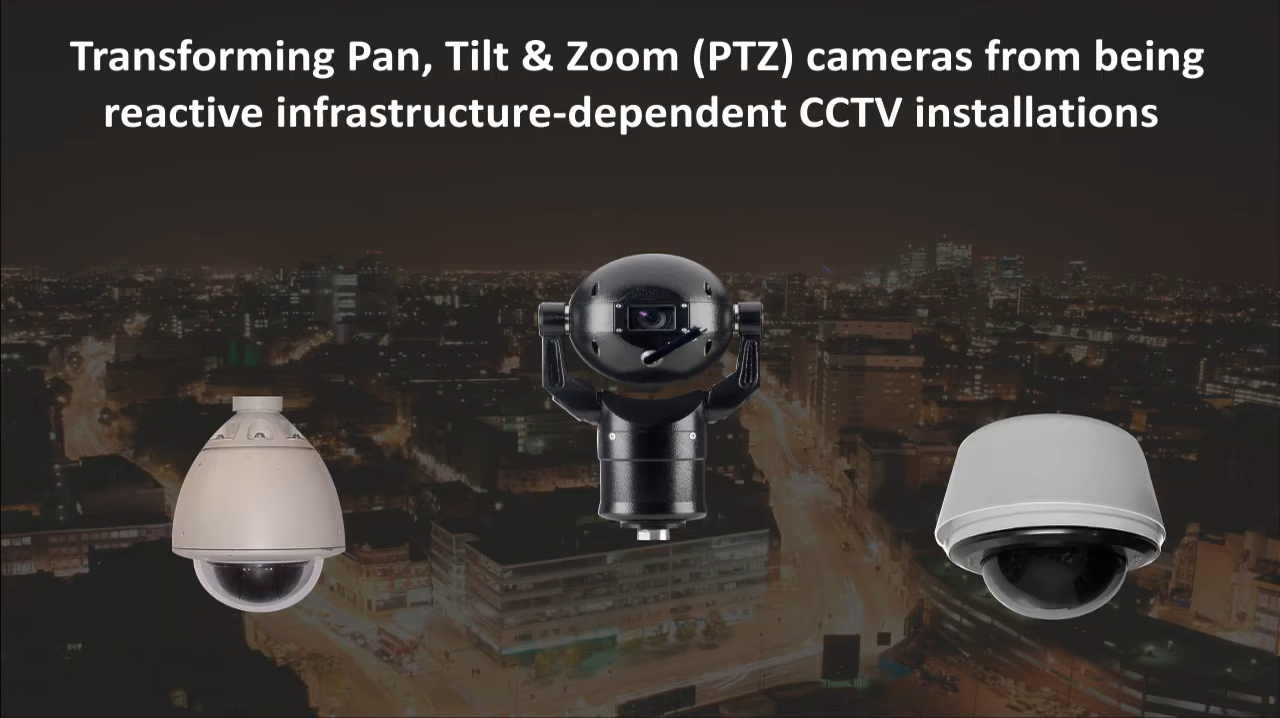 Transforming Pan, Tilt & Zoom (PTZ) cameras from being
reactive infrastructure-dependent CCTV installations